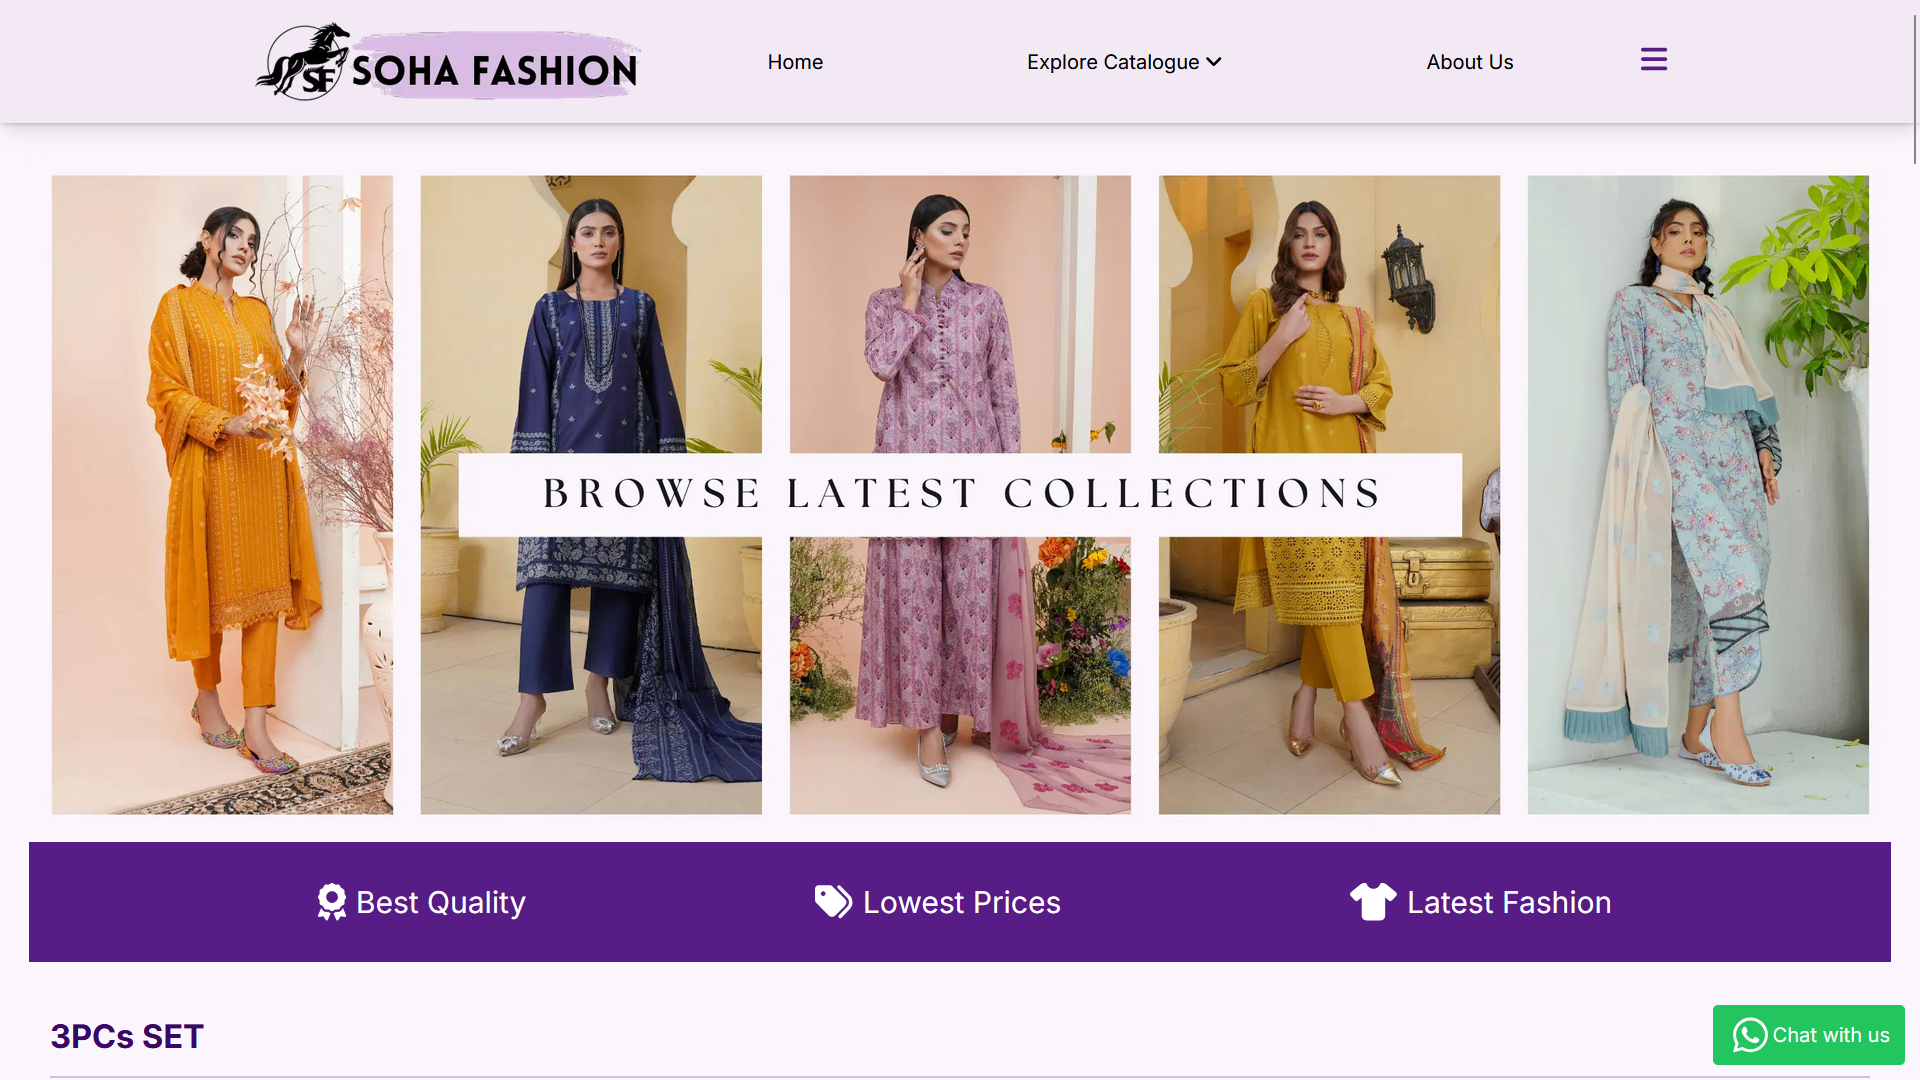 SF SOHA FASHION
Home
Explore Catalogue
About Us
BROWSE LATEST COLLECTIONS
Best Quality
Lowest Prices
Latest Fashion
3PCs SET
Chat with us